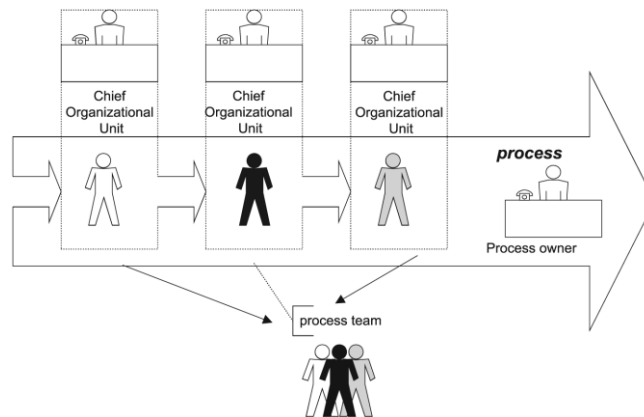 Chief
Organizational
Unit
Chief
Organizational
Unit
Chief
Organizational
Unit
process
Process owner
process team